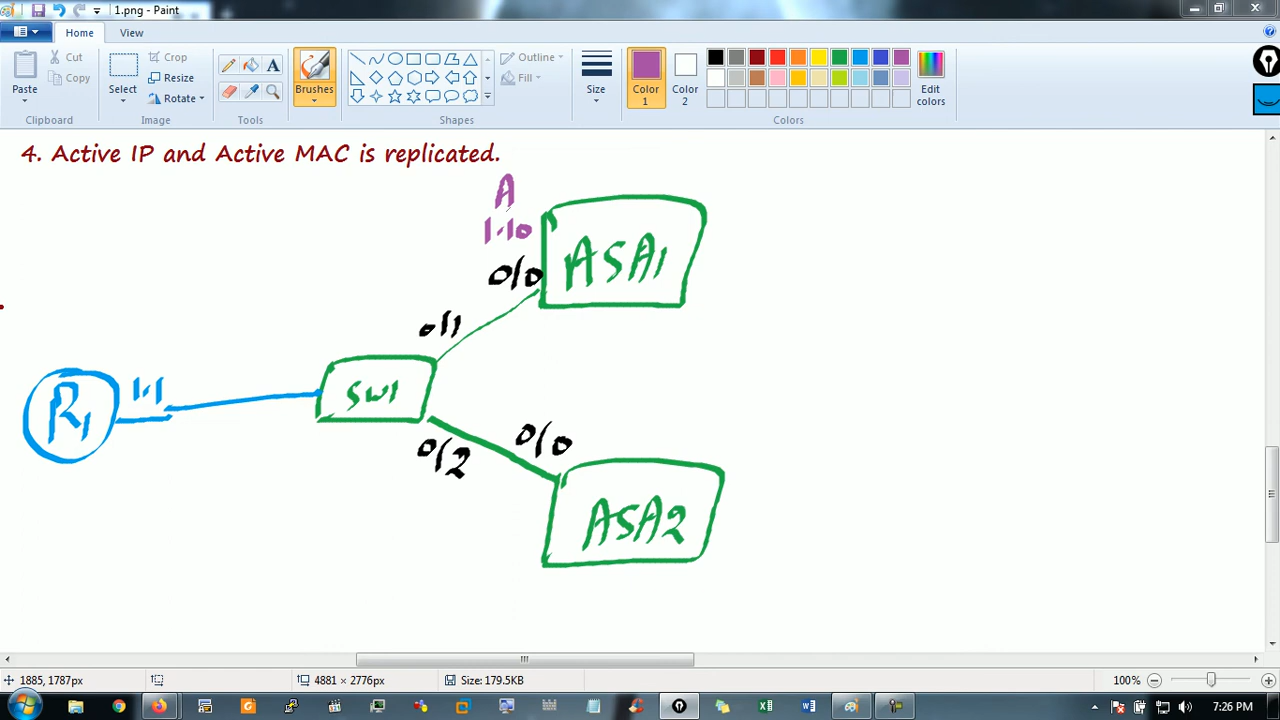 1.png - Paint
Home
View
Paste
Cut
Copy
Clipboard
Select
Crop
Resize
Rotate
Image
A
Tools
Brushes
Shapes
Outline
Fill
Size
Color
1
Color
2
Edit
colors
Colors
4. Active IP and Active MAC is replicated.
A
1.10
0/0
ASA1
0/1
R1
1.1
SW1
0/2
0/0
ASA2
1885, 1787px
4881 × 2776px
Size: 179.5KB
100%
7:26 PM